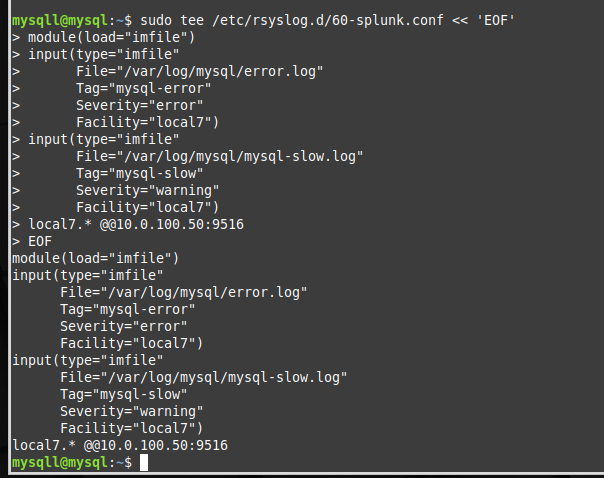 mysqll@mysql:~$ sudo tee /etc/rsyslog.d/60-splunk.conf << 'EOF'
> module(load="imfile")
> input(type="imfile"
>       File="/var/log/mysql/error.log"
>       Tag="mysql-error"
>       Severity="error"
>       Facility="local7")
> input(type="imfile"
>       File="/var/log/mysql/mysql-slow.log"
>       Tag="mysql-slow"
>       Severity="warning"
>       Facility="local7")
> local7.* @@10.0.100.50:9516
> EOF
module(load="imfile")
input(type="imfile"
      File="/var/log/mysql/error.log"
      Tag="mysql-error"
      Severity="error"
      Facility="local7")
input(type="imfile"
      File="/var/log/mysql/mysql-slow.log"
      Tag="mysql-slow"
      Severity="warning"
      Facility="local7")
local7.* @@10.0.100.50:9516
mysqll@mysql:~$